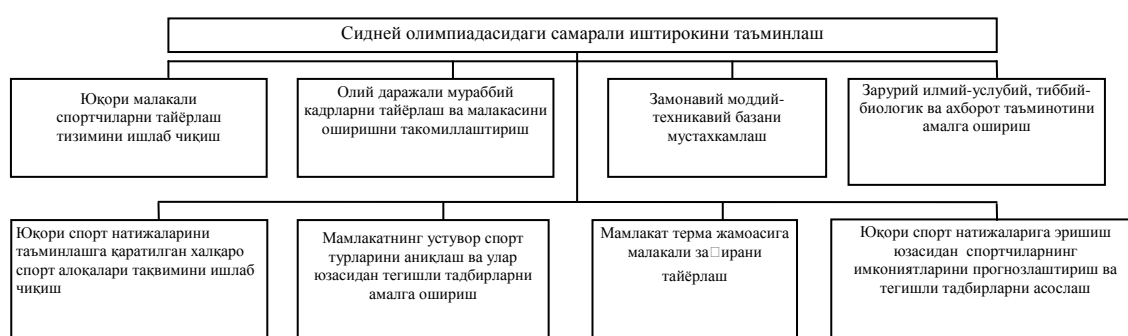 Сидней олимпиадасидаги самарали иштирокини таъминлаш
Юқори малакали
спортчиларни тайёрлаш
тизимини ишлаб чиқиш
Олий даражали мураббий
кадрларни тайёрлаш ва малакасини
оширишни такомиллаштириш
Замонавий моддий-
техникавий базани
мустахкамлаш
Зарурий илмий-услубий, тиббий-
биологик ва ахборот таъминотини
амалга ошириш
Юқори спорт натижаларини
таъминлашга қаратилган халқаро
спорт алоқалари тақвимини ишлаб
чиқиш
Мамлакатнинг устувор спорт
турларини аниқлаш ва улар
юзасидан тегишли тадбирларни
амалга ошириш
Мамлакат терма жамоасига
малакали за□ирани
тайёрлаш
Юқори спорт натижаларига эришиш
юзасидан спортчиларнинг
имкониятларини прогнозлаштириш ва
тегишли тадбирларни асослаш